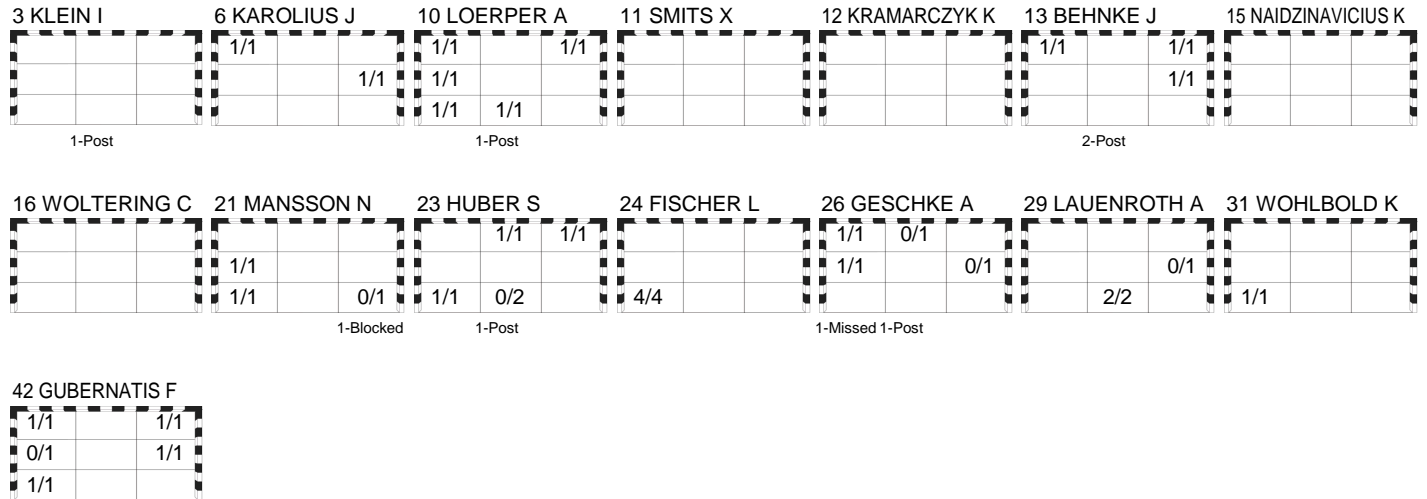 3 KLEIN I 6 KAROLIUS J 10 LOERPER A 11 SMITS X 12 KRAMARCZYK K 13 BEHNKE J 15 NAIDZINAVICIUS K
1/1 1/1 1/1 1/1 1/1
1/1 1/1 1/1
1/1 1/1
1-Post 1-Post 2-Post
16 WOLTERING C 21 MANSSON N 23 HUBER S 24 FISCHER L 26 GESCHKE A 29 LAUENROTH A 31 WOHLBOLD K
1/1 1/1 1/1 0/1
1/1 1/1 0/1 0/1
1/1 0/1 1/1 0/2 4/4 2/2 1/1
1-Blocked 1-Post 1-Missed 1-Post
42 GUBERNATIS F
1/1 1/1
0/1 1/1
1/1